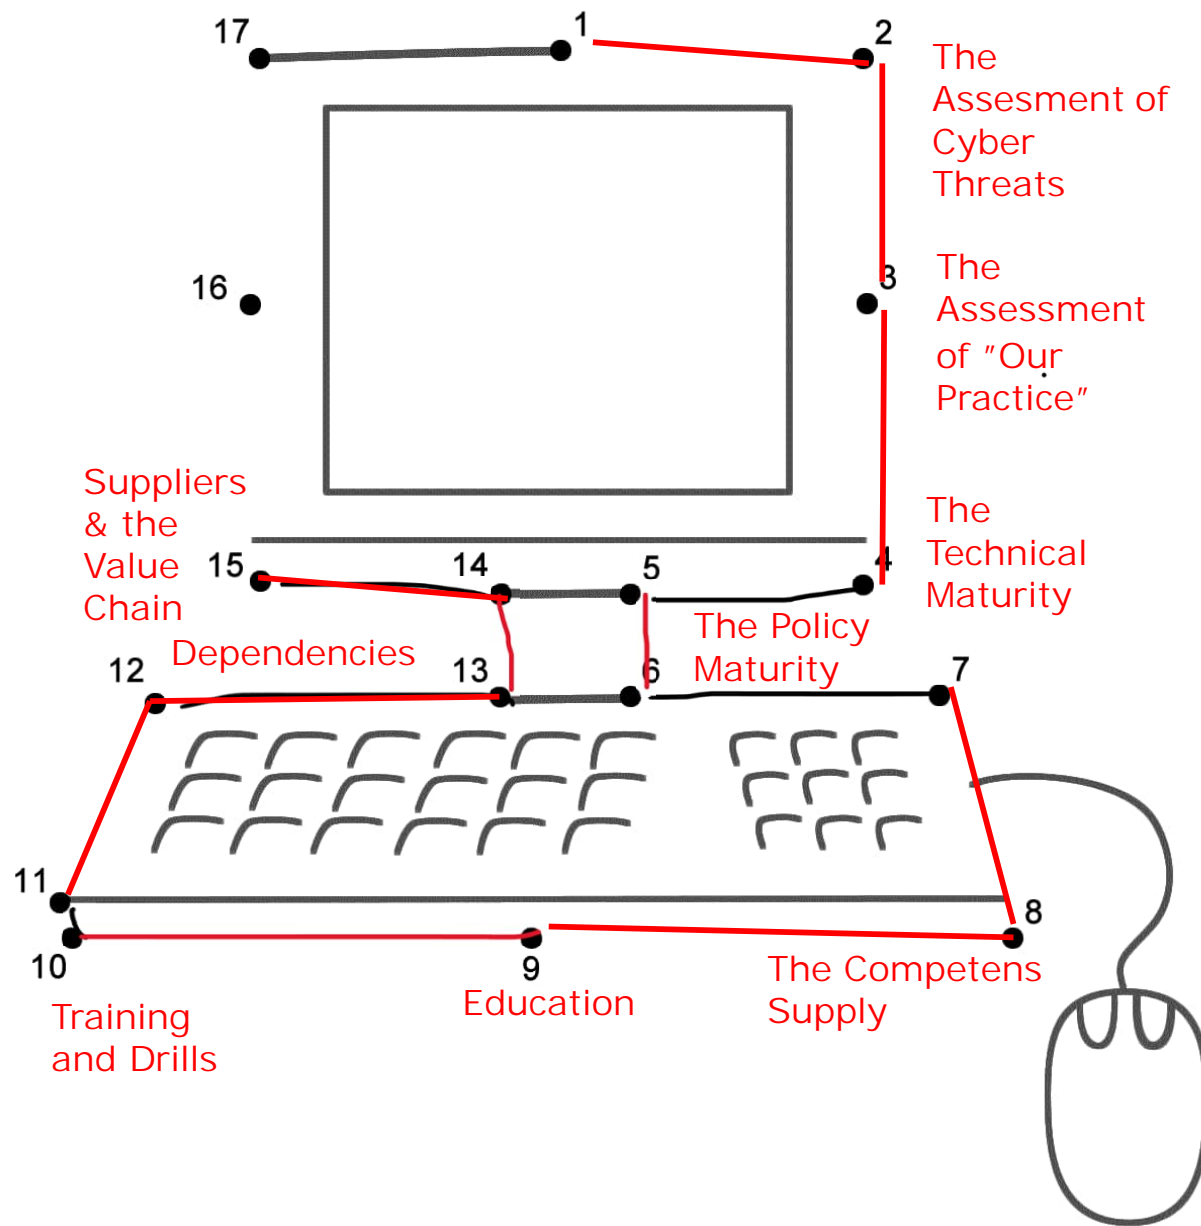 17
1
2
The
Assesment of
Cyber
Threats
16
3
The
Assessment
of "Our
Practice"
Suppliers
& the
Value
Chain
15
14
5
4
The
Technical
Maturity
The Policy
Maturity
Dependencies
12
13
6
7
11
10
9
8
Training
and Drills
Education
The Competens
Supply